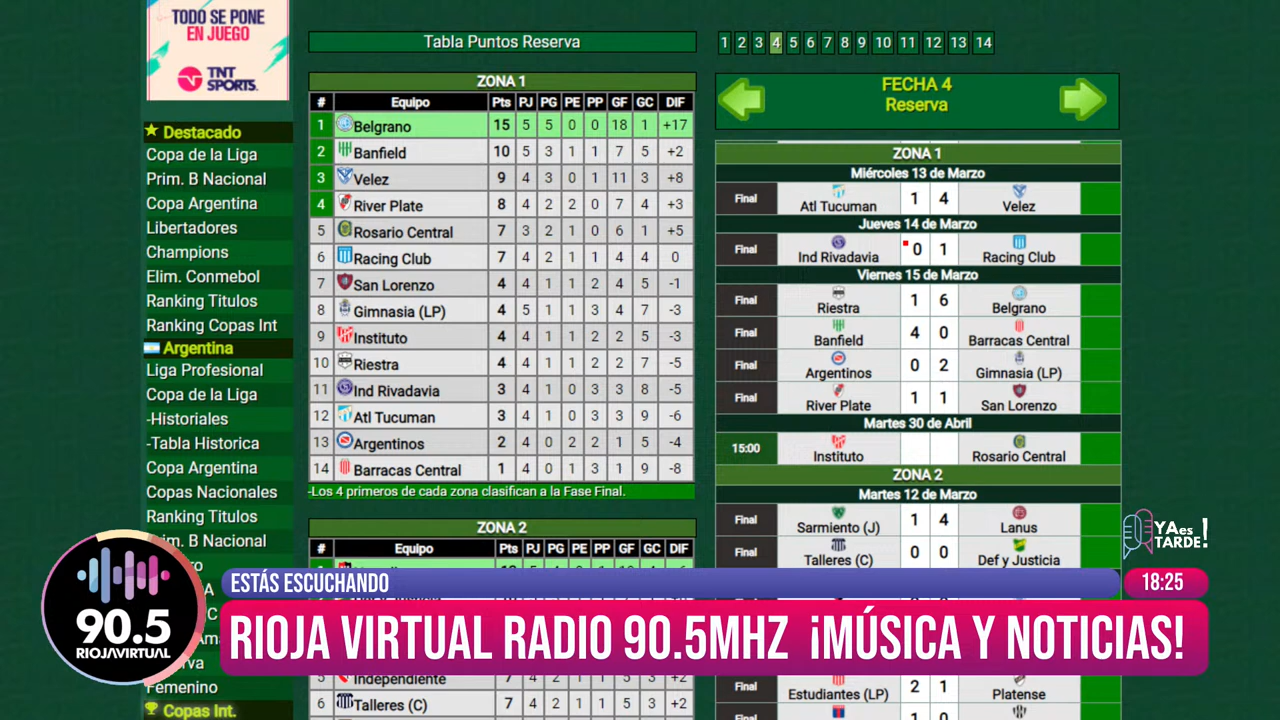 TODO SE PONE
EN JUEGO
TNT
SPORTS.
Destacado
Copa de la Liga
Prim. B Nacional
Copa Argentina
Libertadores
Champions
Elim. Conmebol
Ranking Titulos
Ranking Copas Int
Argentina
Liga Profesional
Copa de la Liga
-Historiales
-Tabla Historica
Copa Argentina
Copas Nacionales
Ranking Titulos
Prim. B Nacional
Femenino
Copas Int.
Tabla Puntos Reserva
ZONA 1
# Equipo Pts PJ PG PE PP GF GC DIF
1 Belgrano 15 5 5 0 0 18 1 +17
2 Banfield 10 5 3 1 1 7 5 +2
3 Velez 9 4 3 0 1 11 3 +8
4 River Plate 8 4 2 2 0 7 4 +3
5 Rosario Central 7 3 2 1 0 6 1 +5
6 Racing Club 7 4 2 1 1 4 4 0
7 San Lorenzo 4 4 1 1 2 4 5 -1
8 Gimnasia (LP) 4 5 1 1 3 4 7 -3
9 Instituto 4 4 1 1 2 2 5 -3
10 Riestra 4 4 1 1 2 2 7 -5
11 Ind Rivadavia 3 4 1 0 3 3 8 -5
12 Atl Tucuman 3 4 1 0 3 3 9 -6
13 Argentinos 2 4 0 2 2 1 5 -4
14 Barracas Central 1 4 0 1 3 1 9 -8
-Los 4 primeros de cada zona clasifican a la Fase Final.
ZONA 2
# Equipo Pts PJ PG PE PP GF GC DIF
5 Independiente 7 4 2 1 1 5 3 +2
6 Talleres (C) 7 4 2 1 1 5 3 +2
1 2 3 4 5 6 7 8 9 10 11 12 13 14
FECHA 4
Reserva
ZONA 1
Miércoles 13 de Marzo
Final Atl Tucuman 1 4 Velez
Jueves 14 de Marzo
Final Ind Rivadavia 0 1 Racing Club
Viernes 15 de Marzo
Final Riestra 1 6 Belgrano
Final Banfield 4 0 Barracas Central
Final Argentinos 0 2 Gimnasia (LP)
Final River Plate 1 1 San Lorenzo
Martes 30 de Abril
15:00 Instituto Rosario Central
ZONA 2
Martes 12 de Marzo
Final Sarmiento (J) 1 4 Lanus
Final Talleres (C) 0 0 Def y Justicia
Final Estudiantes (LP) 2 1 Platense
Final 1 0
YA es
TARDE!
90.5
RIOJAVIRTUAL
ESTÁS ESCUCHANDO
18:25
RIOJA VIRTUAL RADIO 90.5MHZ ¡MÚSICA Y NOTICIAS!